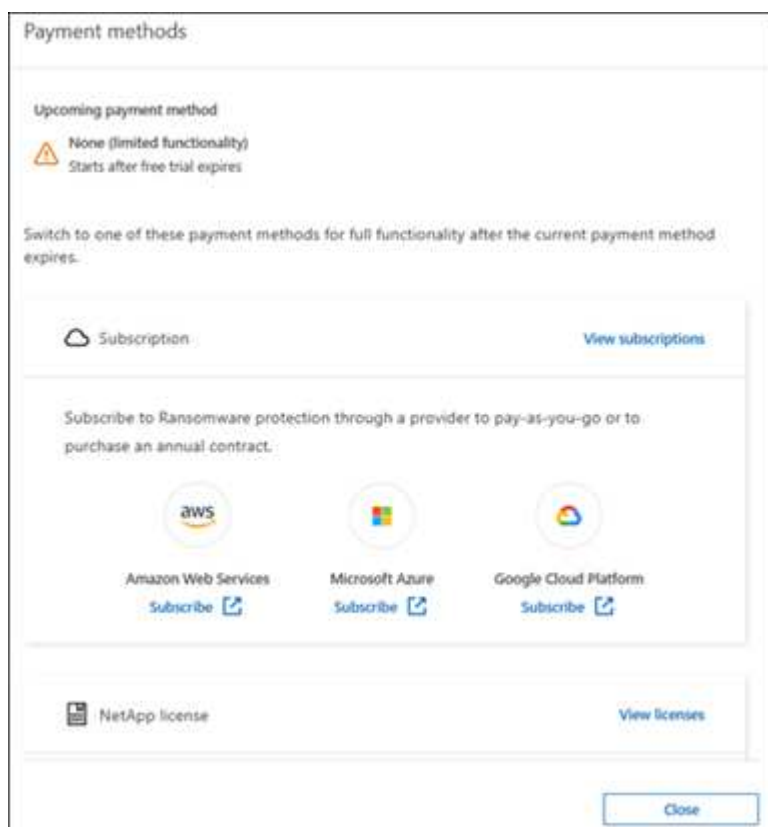 Payment methods
Upcoming payment method
None (limited functionality)
Starts after free trial expires
Switch to one of these payment methods for full functionality after the current payment method
expires.
Subscription
View subscriptions
Subscribe to Ransomware protection through a provider to pay-as-you-go or to
purchase an annual contract.
aws
Amazon Web Services
Microsoft Azure
Google Cloud Platform
Subscribe
Subscribe
Subscribe
NetApp license
View licenses
Close